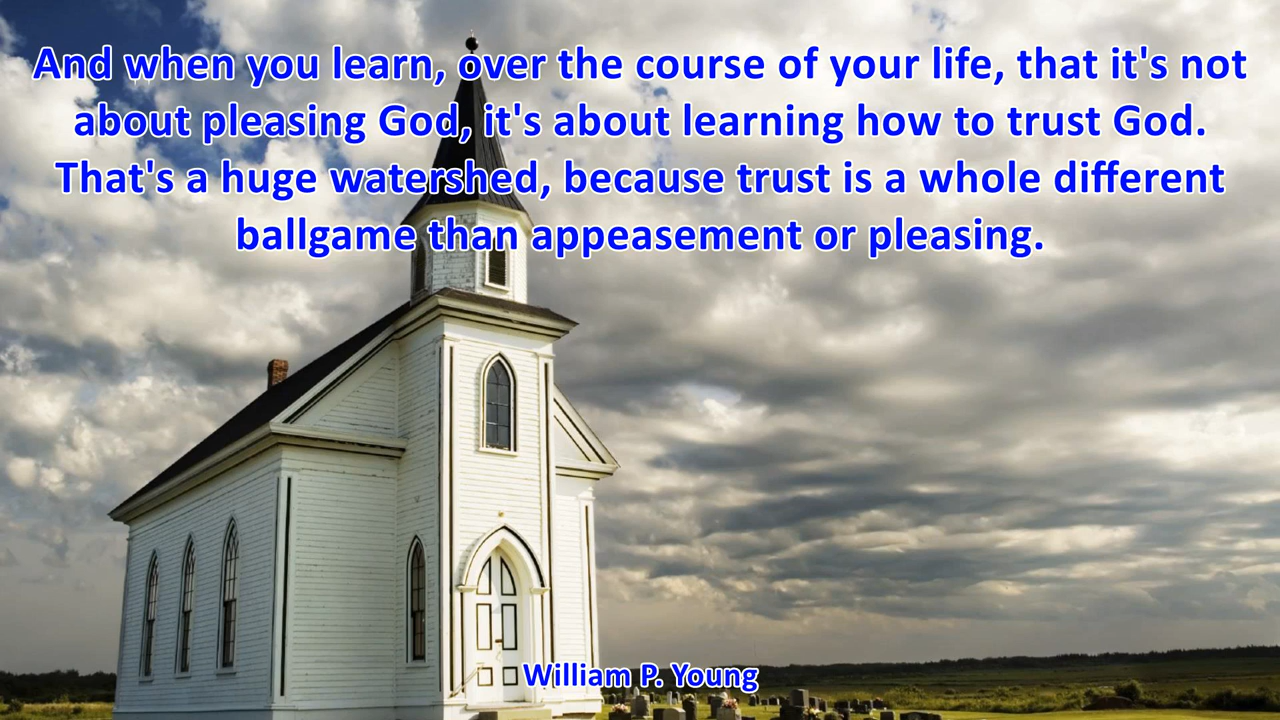 And when you learn, over the course of your life, that it's not
about pleasing God, it's about learning how to trust God.
That's a huge watershed, because trust is a whole different
ballgame than appeasement or pleasing.
William P. Young